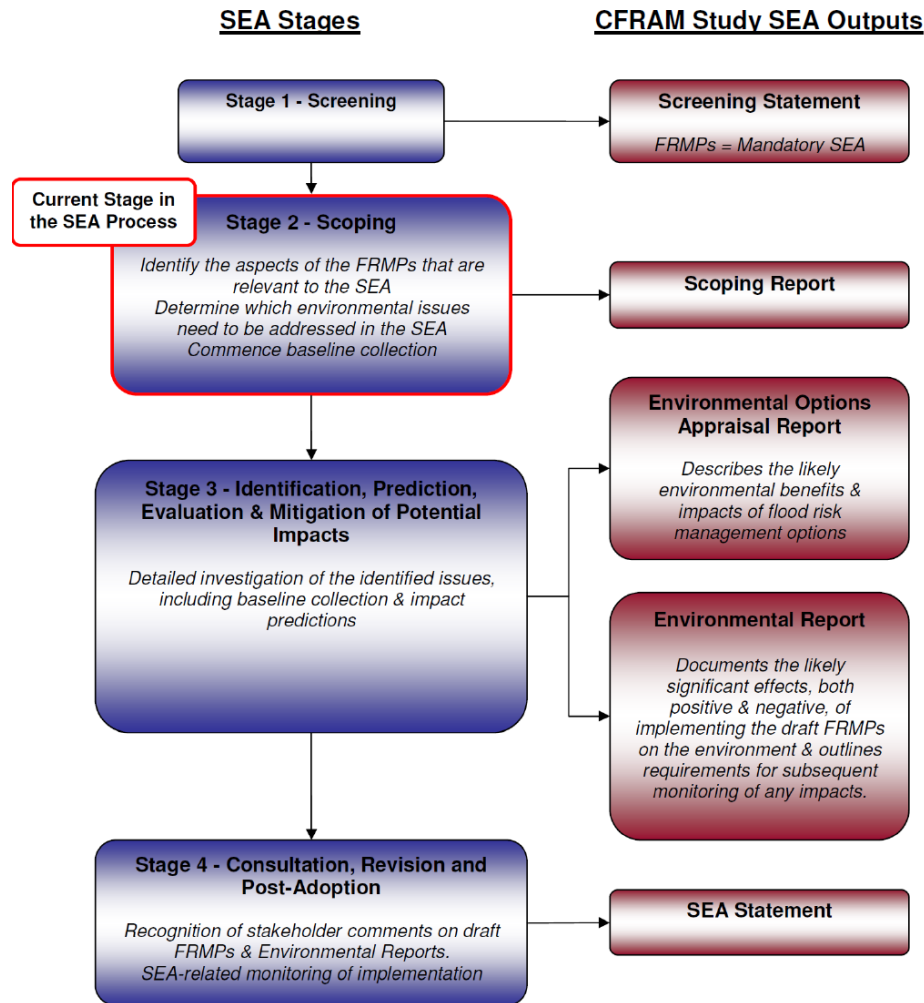 SEA Stages
CFRAM Study SEA Outputs
Stage 1 - Screening
Screening Statement
FRMPs = Mandatory SEA
Current Stage in
the SEA Process
Stage 2 - Scoping
Identify the aspects of the FRMPs that are
relevant to the SEA
Determine which environmental issues
need to be addressed in the SEA
Commence baseline collection
Scoping Report
Environmental Options
Appraisal Report
Describes the likely
environmental benefits &
impacts of flood risk
management options
Stage 3 - Identification, Prediction,
Evaluation & Mitigation of Potential
Impacts
Detailed investigation of the identified issues,
including baseline collection & impact
predictions
Environmental Report
Documents the likely
significant effects, both
positive & negative, of
implementing the draft FRMPs
on the environment & outlines
requirements for subsequent
monitoring of any impacts.
Stage 4 - Consultation, Revision and
Post-Adoption
Recognition of stakeholder comments on draft
FRMPs & Environmental Reports.
SEA-related monitoring of implementation
SEA Statement